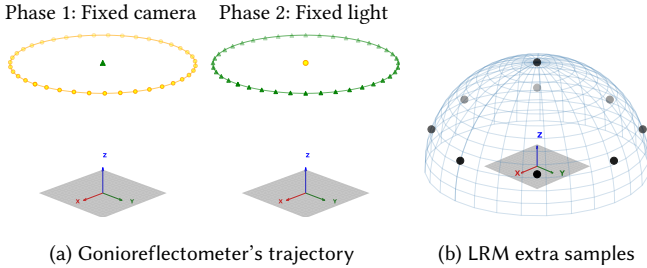 Phase 1: Fixed camera Phase 2: Fixed light
Z
X
Y
Z
X
Y
Z
X
Y
(a) Gonioreflectometer's trajectory
(b) LRM extra samples